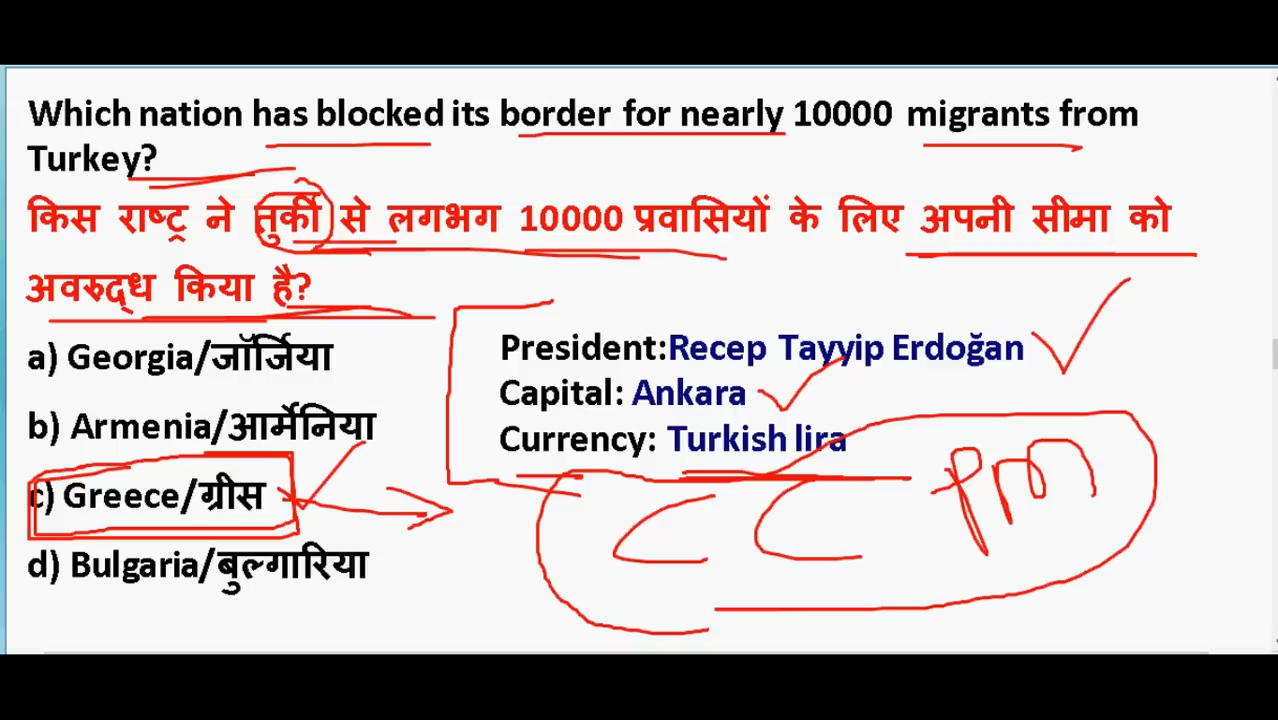 Which nation has blocked its border for nearly 10000 migrants from
Turkey?
किस राष्ट्र ने तुर्की से लगभग 10000 प्रवासियों के लिए अपनी सीमा को
अवरुद्ध किया है?
a) Georgia/जॉर्जिया
b) Armenia/आर्मेनिया
c) Greece/ग्रीस
d) Bulgaria/बुल्गारिया
President:Recep Tayyip Erdoğan
Capital: Ankara
Currency: Turkish lira
CC PM